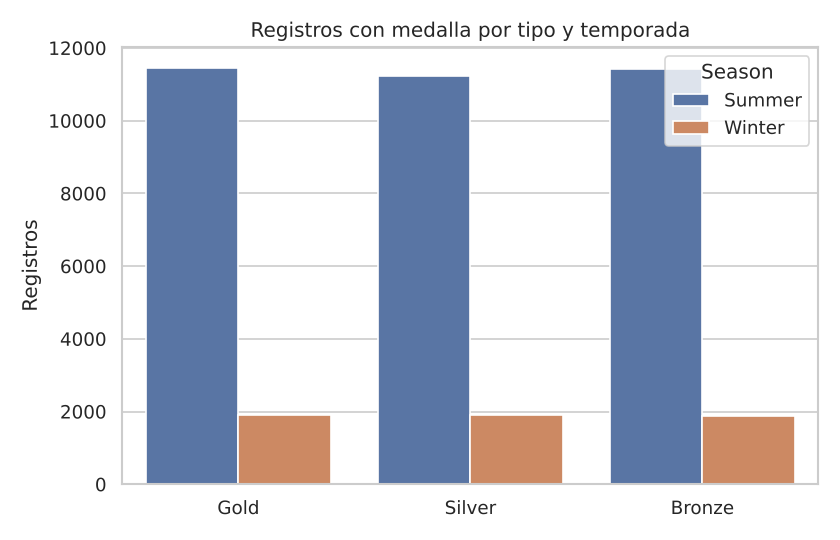 Registros con medalla por tipo y temporada
Registros
12000
10000
8000
6000
4000
2000
0
Season
Summer
Winter
Gold
Silver
Bronze